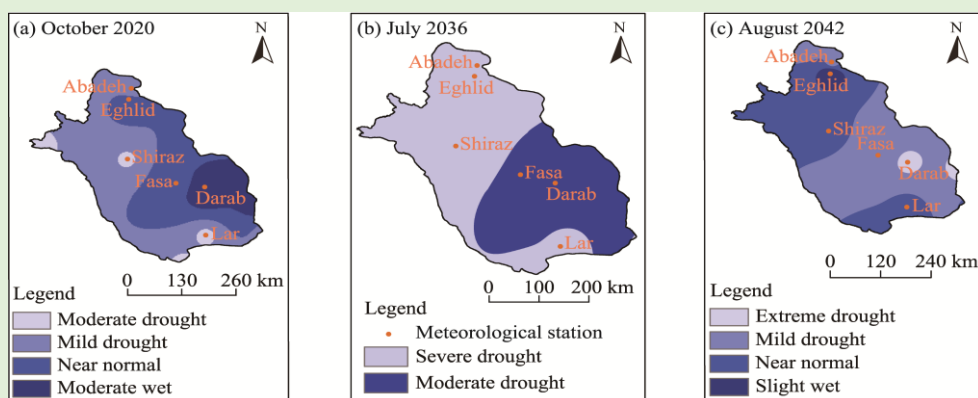 (a) October 2020
N
Abadeh
Eghlid
Shiraz
Fasa
Darab
Lar
0 130 260 km
Legend
Moderate drought
Mild drought
Near normal
Moderate wet
(b) July 2036
N
Abadeh
Eghlid
Shiraz
Fasa
Darab
Lar
0 100 200 km
Legend
Meteorological station
Severe drought
Moderate drought
(c) August 2042
N
Abadeh
Eghlid
Shiraz
Fasa
Darab
Lar
0 120 240 km
Legend
Extreme drought
Mild drought
Near normal
Slight wet